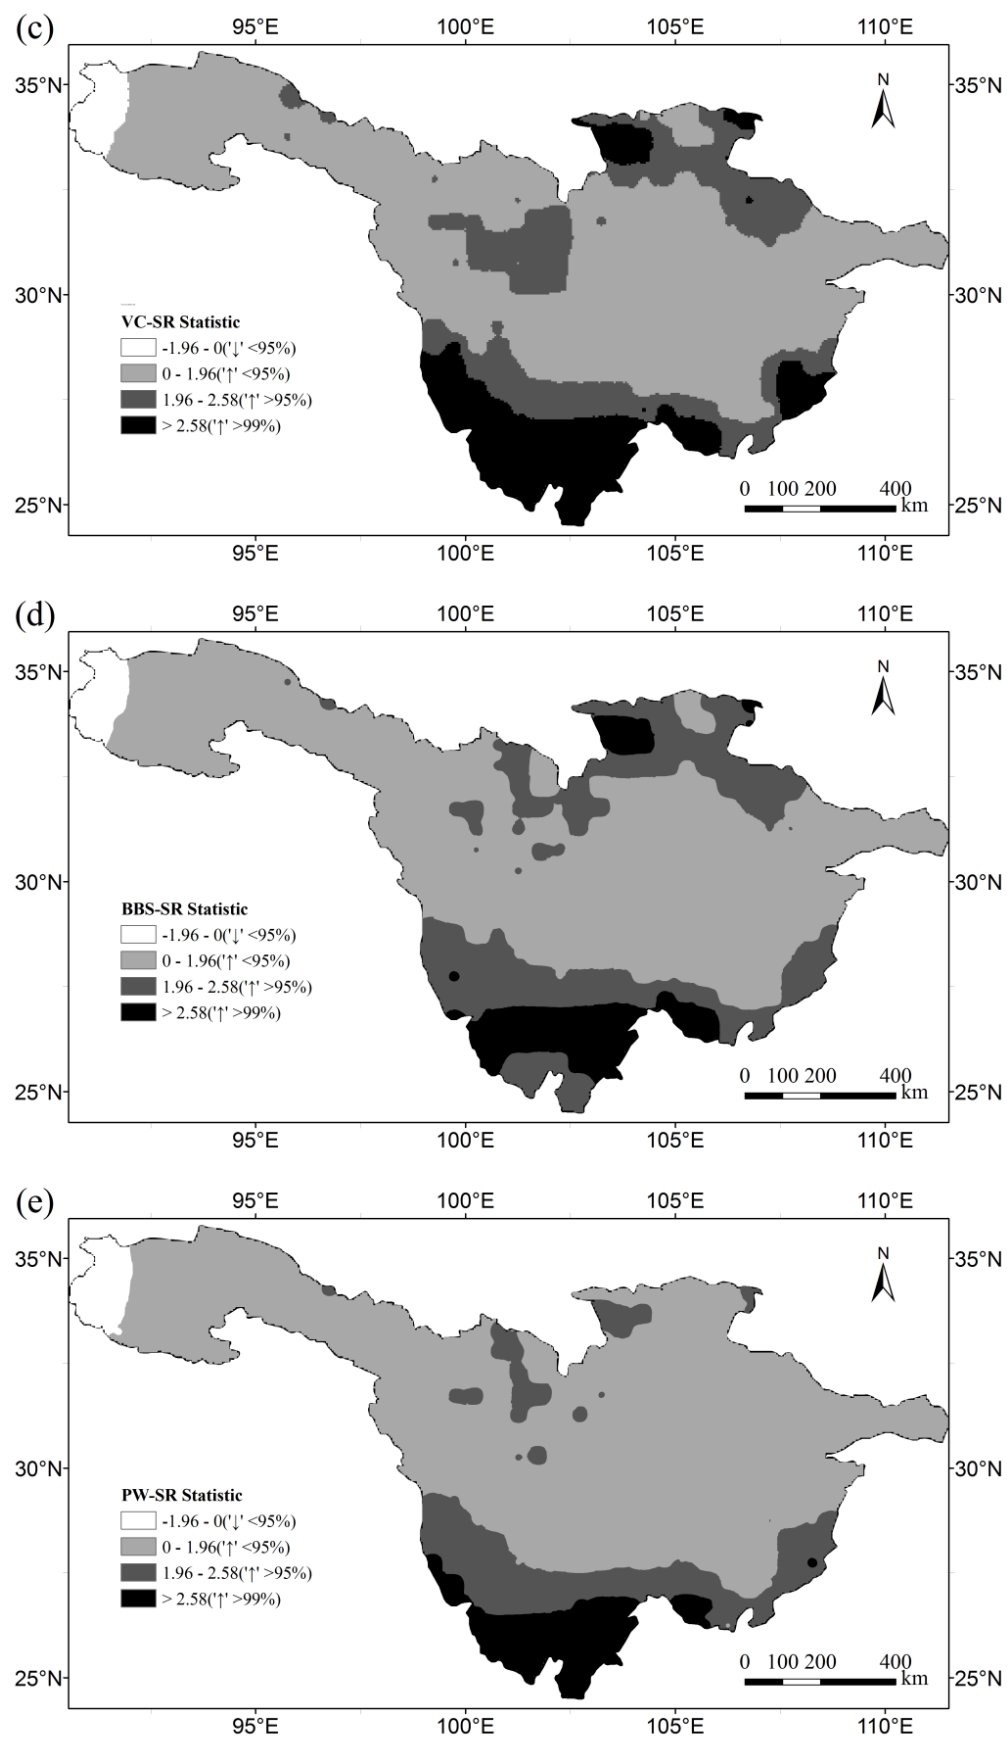 (c)
95°E 100°E 105°E 110°E
35°N 35°N
N
30°N 30°N
VC-SR Statistic
-1.96 - 0('↓' <95%)
0 - 1.96('↑' <95%)
1.96 - 2.58('↑' >95%)
> 2.58('↑' >99%)
0 100 200 400
km
25°N 25°N
95°E 100°E 105°E 110°E
(d)
95°E 100°E 105°E 110°E
35°N 35°N
N
30°N 30°N
BBS-SR Statistic
-1.96 - 0('↓' <95%)
0 - 1.96('↑' <95%)
1.96 - 2.58('↑' >95%)
> 2.58('↑' >99%)
0 100 200 400
km
25°N 25°N
95°E 100°E 105°E 110°E
(e)
95°E 100°E 105°E 110°E
35°N 35°N
N
30°N 30°N
PW-SR Statistic
-1.96 - 0('↓' <95%)
0 - 1.96('↑' <95%)
1.96 - 2.58('↑' >95%)
> 2.58('↑' >99%)
0 100 200 400
km
25°N 25°N
95°E 100°E 105°E 110°E